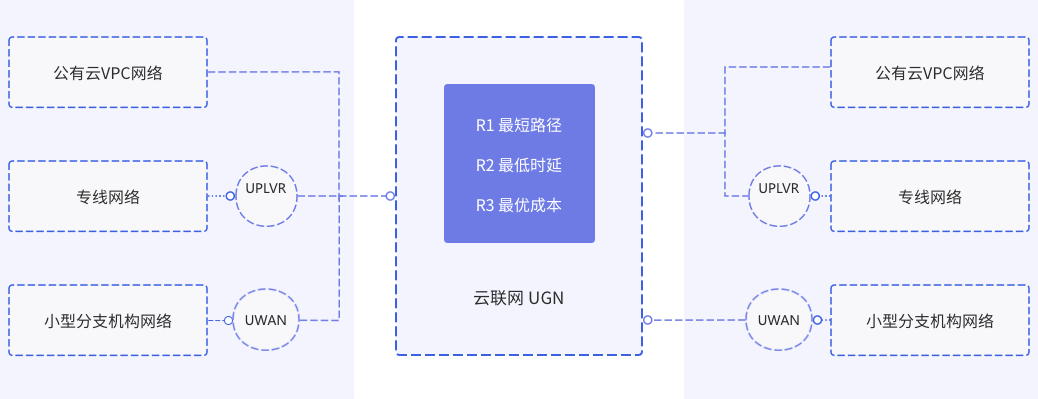 公有云VPC网络
专线网络
UPLVR
小型分支机构网络
UWAN
R1 最短路径
R2 最低时延
R3 最优成本
云联网 UGN
公有云VPC网络
UPLVR
专线网络
UWAN
小型分支机构网络